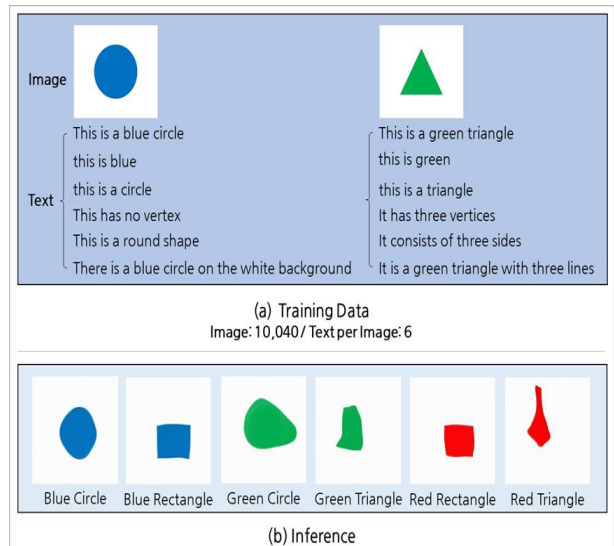 Image
Text
This is a blue circle
this is blue
this is a circle
This has no vertex
This is a round shape
There is a blue circle on the white background
This is a green triangle
this is green
this is a triangle
It has three vertices
It consists of three sides
It is a green triangle with three lines
(a) Training Data
Image: 10,040 / Text per Image: 6
Blue Circle
Blue Rectangle
Green Circle
Green Triangle
Red Rectangle
Red Triangle
(b) Inference